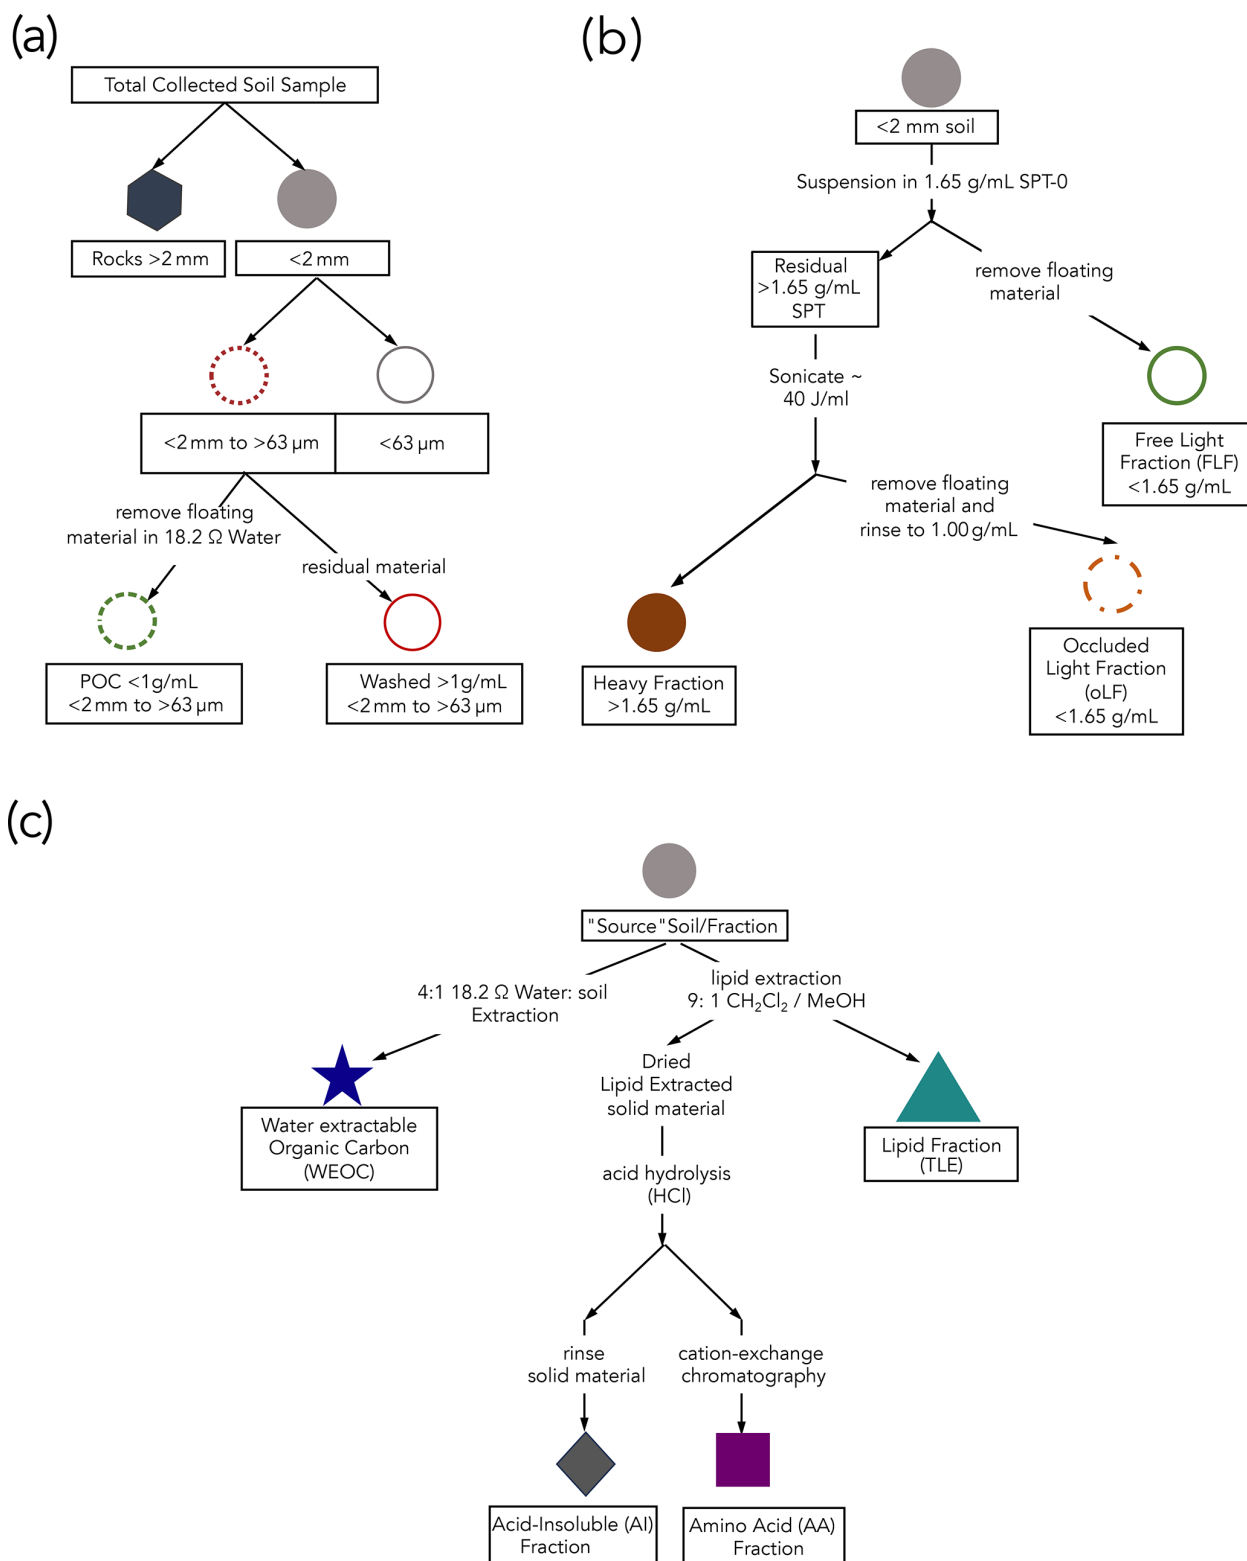 (a)
Total Collected Soil Sample
Rocks >2 mm
<2 mm
<2 mm to >63 µm
<63 µm
remove floating
material in 18.2 Ω Water
residual material
POC <1g/mL
<2 mm to >63 µm
Washed >1g/mL
<2 mm to >63 µm
(b)
<2 mm soil
Suspension in 1.65 g/mL SPT-0
Residual
>1.65 g/mL
SPT
remove floating
material
Sonicate ~
40 J/ml
Free Light
Fraction (FLF)
<1.65 g/mL
remove floating
material and
rinse to 1.00 g/mL
Heavy Fraction
>1.65 g/mL
Occluded
Light Fraction
(oLF)
<1.65 g/mL
(c)
"Source"Soil/Fraction
4:1 18.2 Ω Water: soil
Extraction
lipid extraction
9: 1 CH₂Cl₂ / MeOH
Water extractable
Organic Carbon
(WEOC)
Dried
Lipid Extracted
solid material
Lipid Fraction
(TLE)
acid hydrolysis
(HCl)
rinse
solid material
cation-exchange
chromatography
Acid-Insoluble (AI)
Fraction
Amino Acid (AA)
Fraction